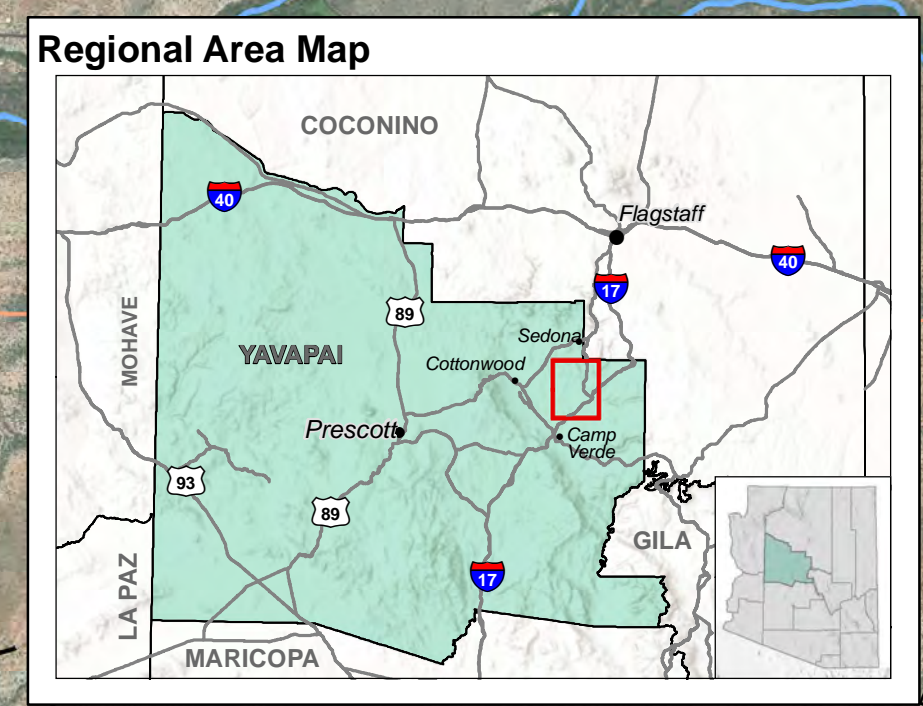 Regional Area Map
COCONINO
40
Flagstaff
40
17
89
MOHAVE
YAVAPAI
Sedona
Cottonwood
Prescott
Camp
Verde
93
89
GILA
17
LA PAZ
MARICOPA